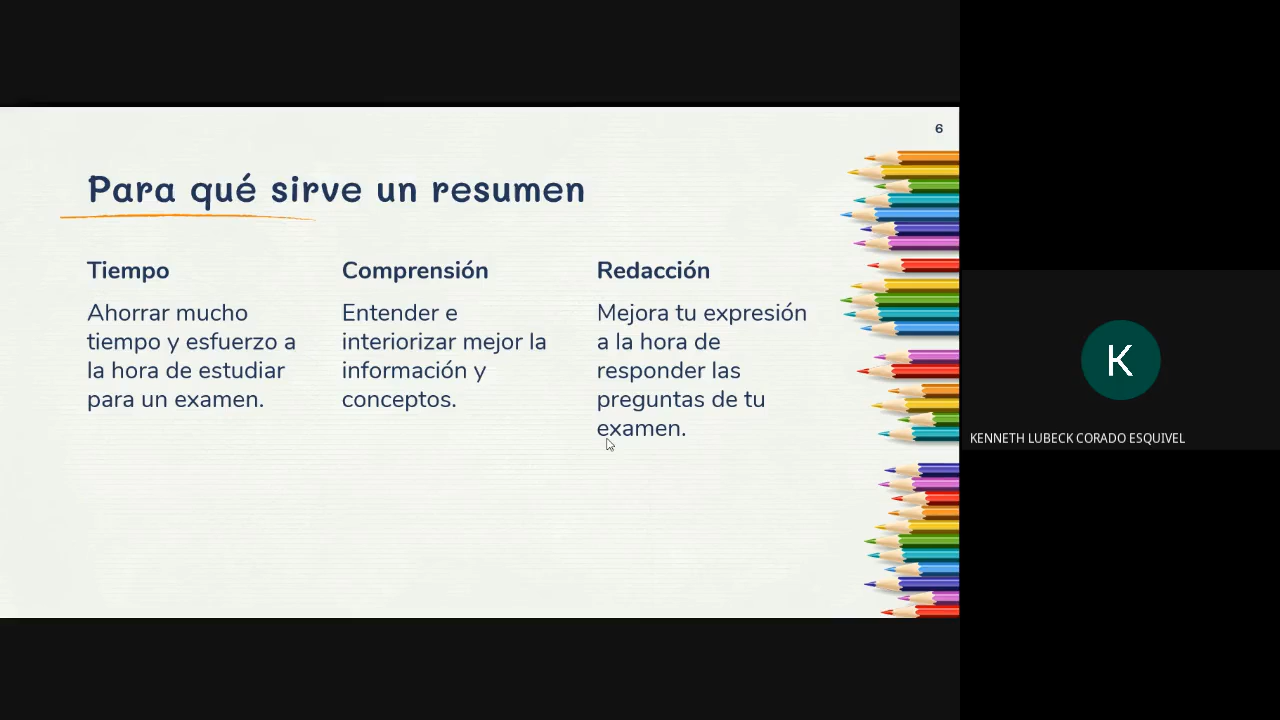 6
Para qué sirve un resumen
Tiempo
Ahorrar mucho
tiempo y esfuerzo a
la hora de estudiar
para un examen.
Comprensión
Entender e
interiorizar mejor la
información y
conceptos.
Redacción
Mejora tu expresión
a la hora de
responder las
preguntas de tu
examen.
K
KENNETH LUBECK CORADO ESQUIVEL